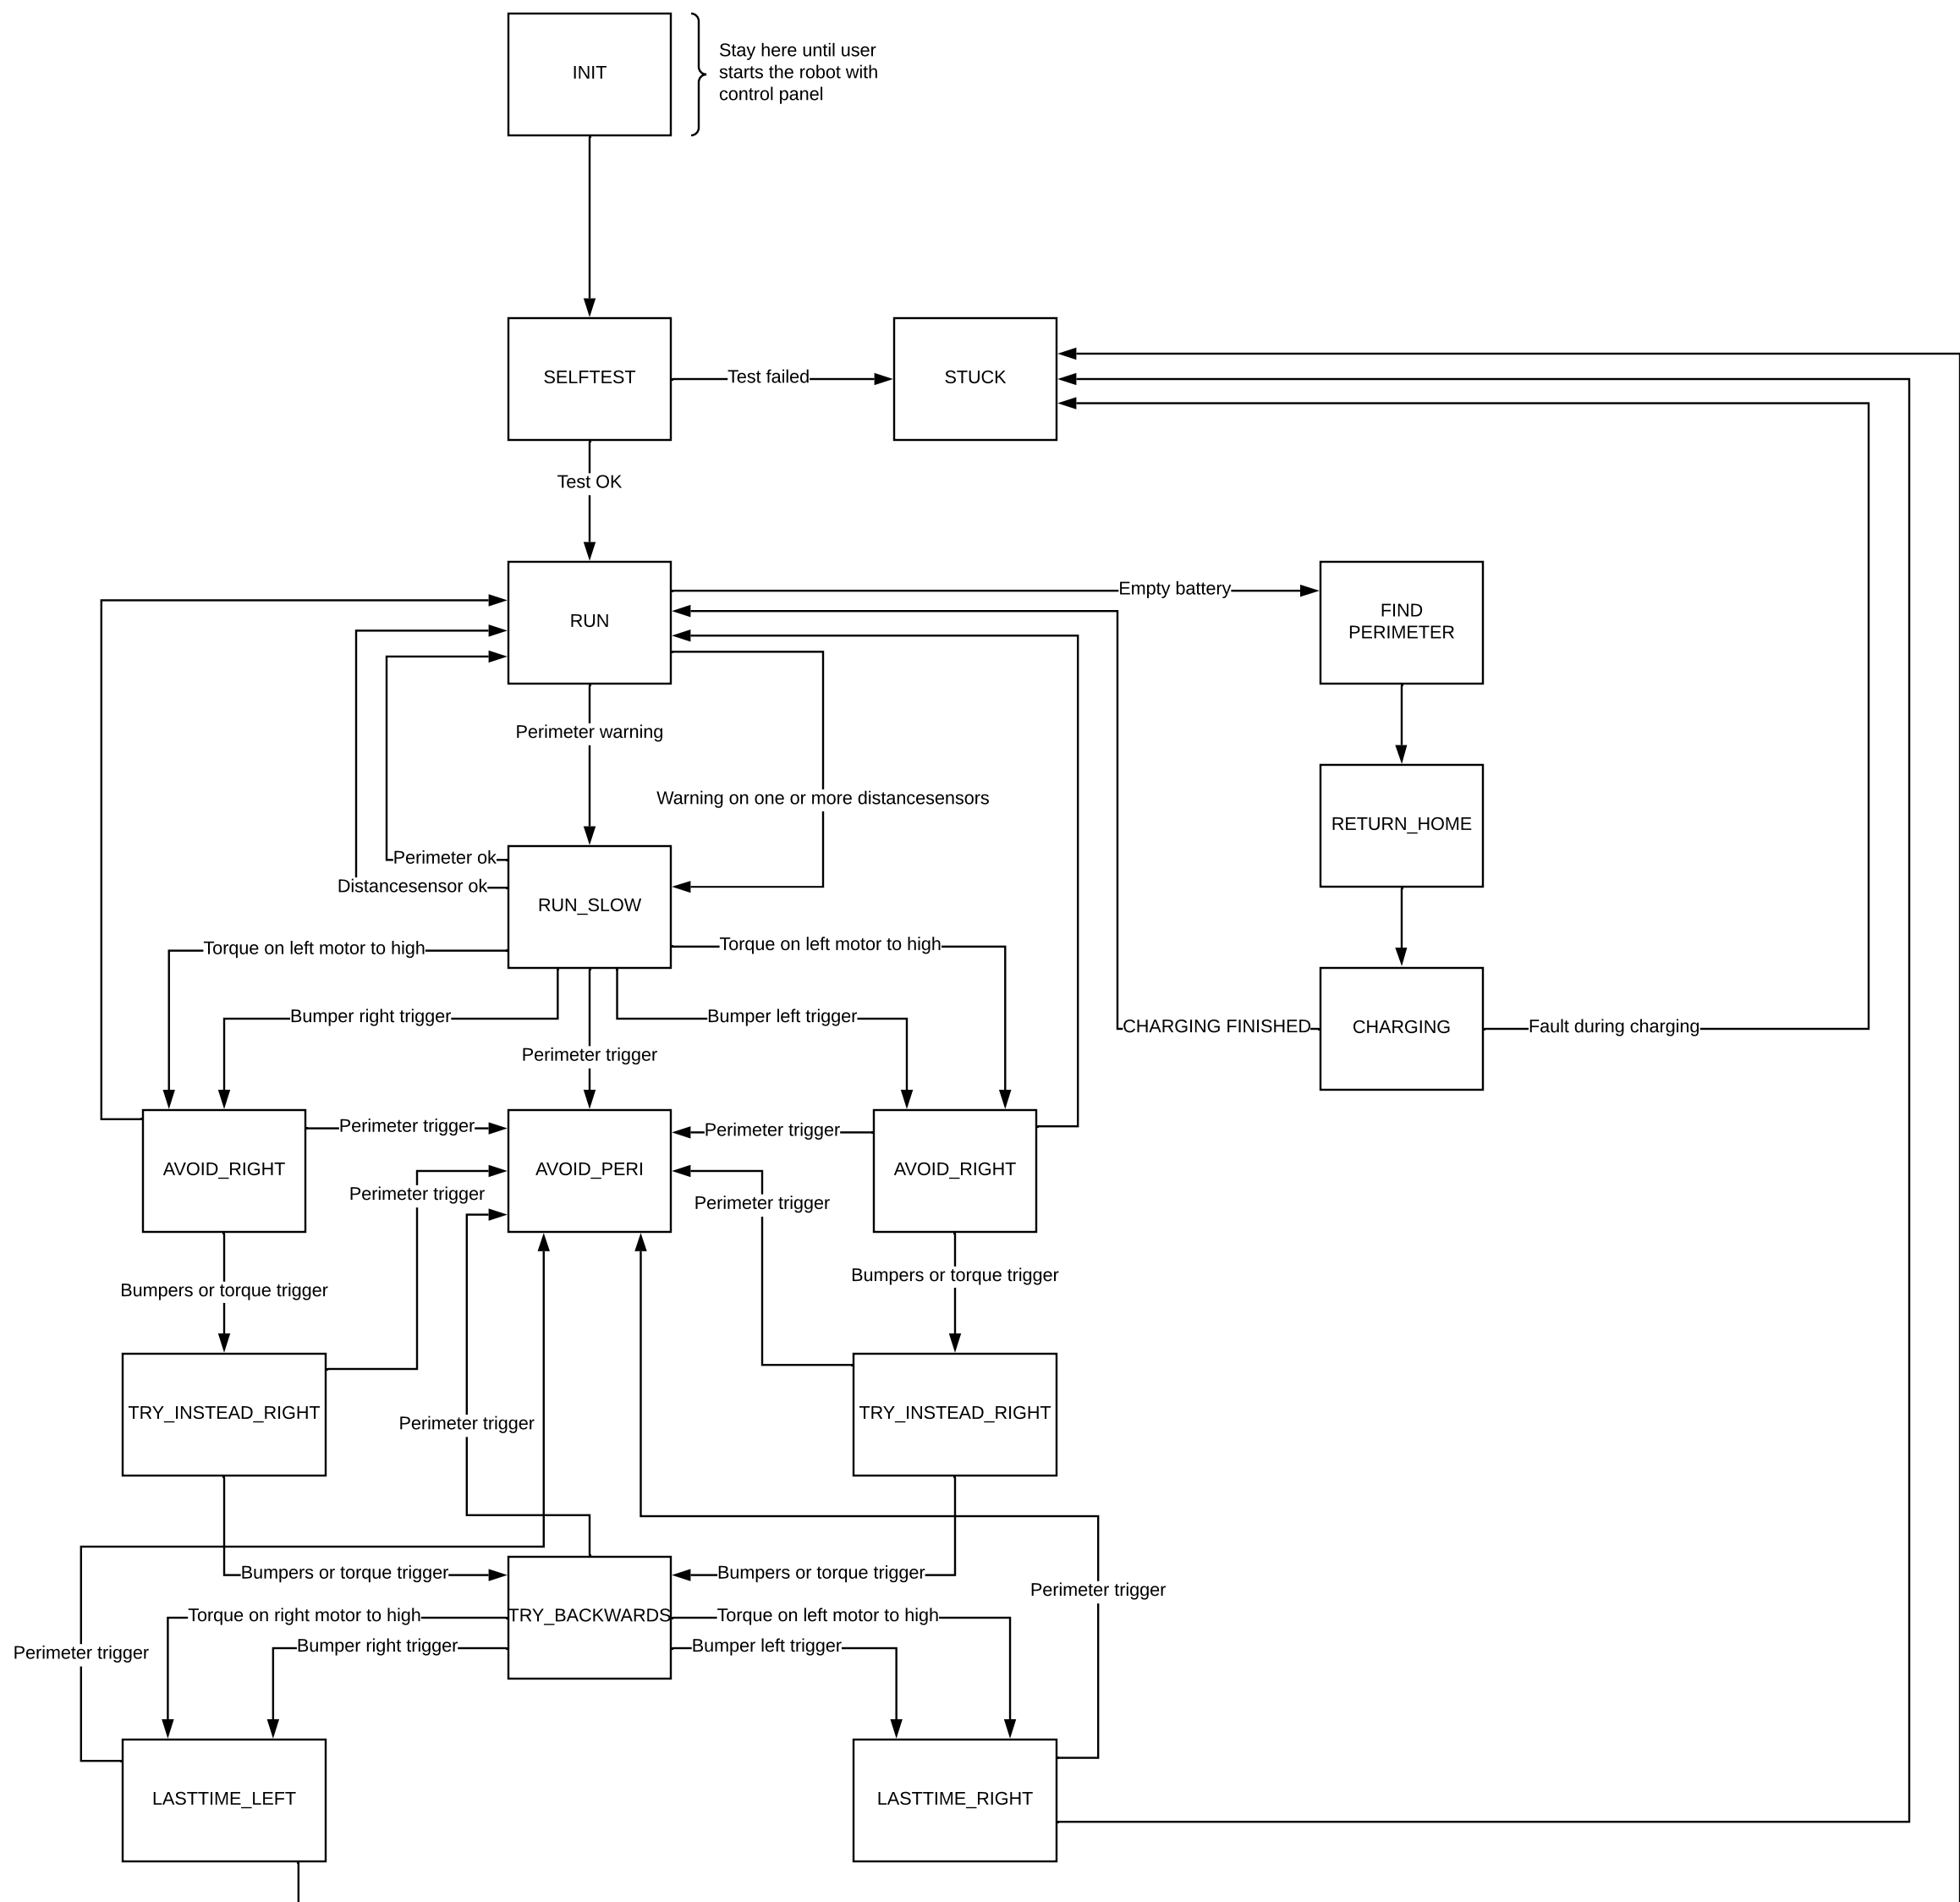 INIT
Stay here until user
starts the robot with
control panel
SELFTEST
Test failed
STUCK
Test OK
RUN
Empty battery
FIND
PERIMETER
Perimeter warning
Warning on one or more distancesensors
RETURN_HOME
Perimeter ok
Distancesensor ok
RUN_SLOW
Torque on left motor to high
Torque on left motor to high
Bumper right trigger
Bumper left trigger
CHARGING FINISHED
CHARGING
Fault during charging
Perimeter trigger
Perimeter trigger
Perimeter trigger
AVOID_RIGHT
AVOID_PERI
AVOID_RIGHT
Perimeter trigger
Perimeter trigger
Bumpers or torque trigger
Bumpers or torque trigger
TRY_INSTEAD_RIGHT
Perimeter trigger
TRY_INSTEAD_RIGHT
Bumpers or torque trigger
Bumpers or torque trigger
Perimeter trigger
Torque on right motor to high
TRY_BACKWARDS
Torque on left motor to high
Perimeter trigger
Bumper right trigger
Bumper left trigger
LASTTIME_LEFT
LASTTIME_RIGHT